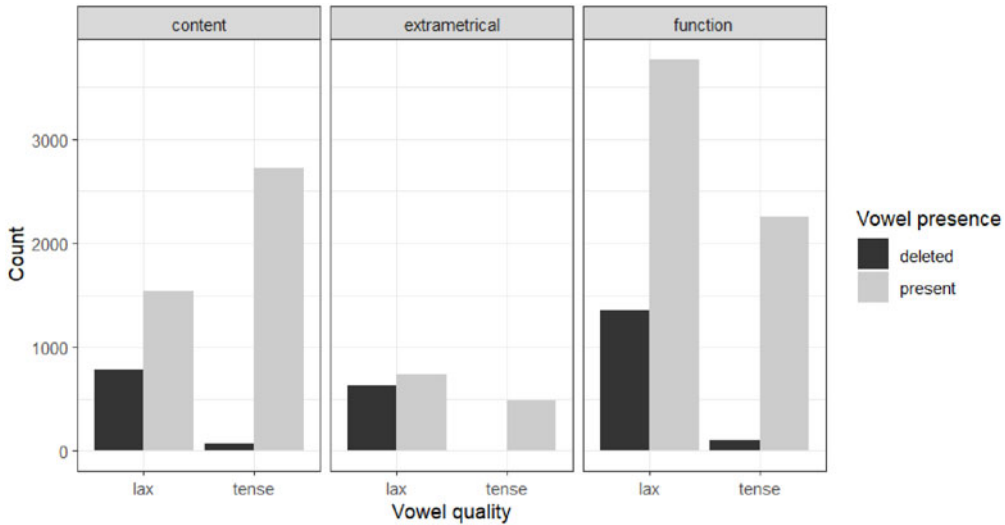 content extrametrical function
Count
3000
2000
1000
0
lax tense lax tense lax tense
Vowel quality
Vowel presence
deleted
present